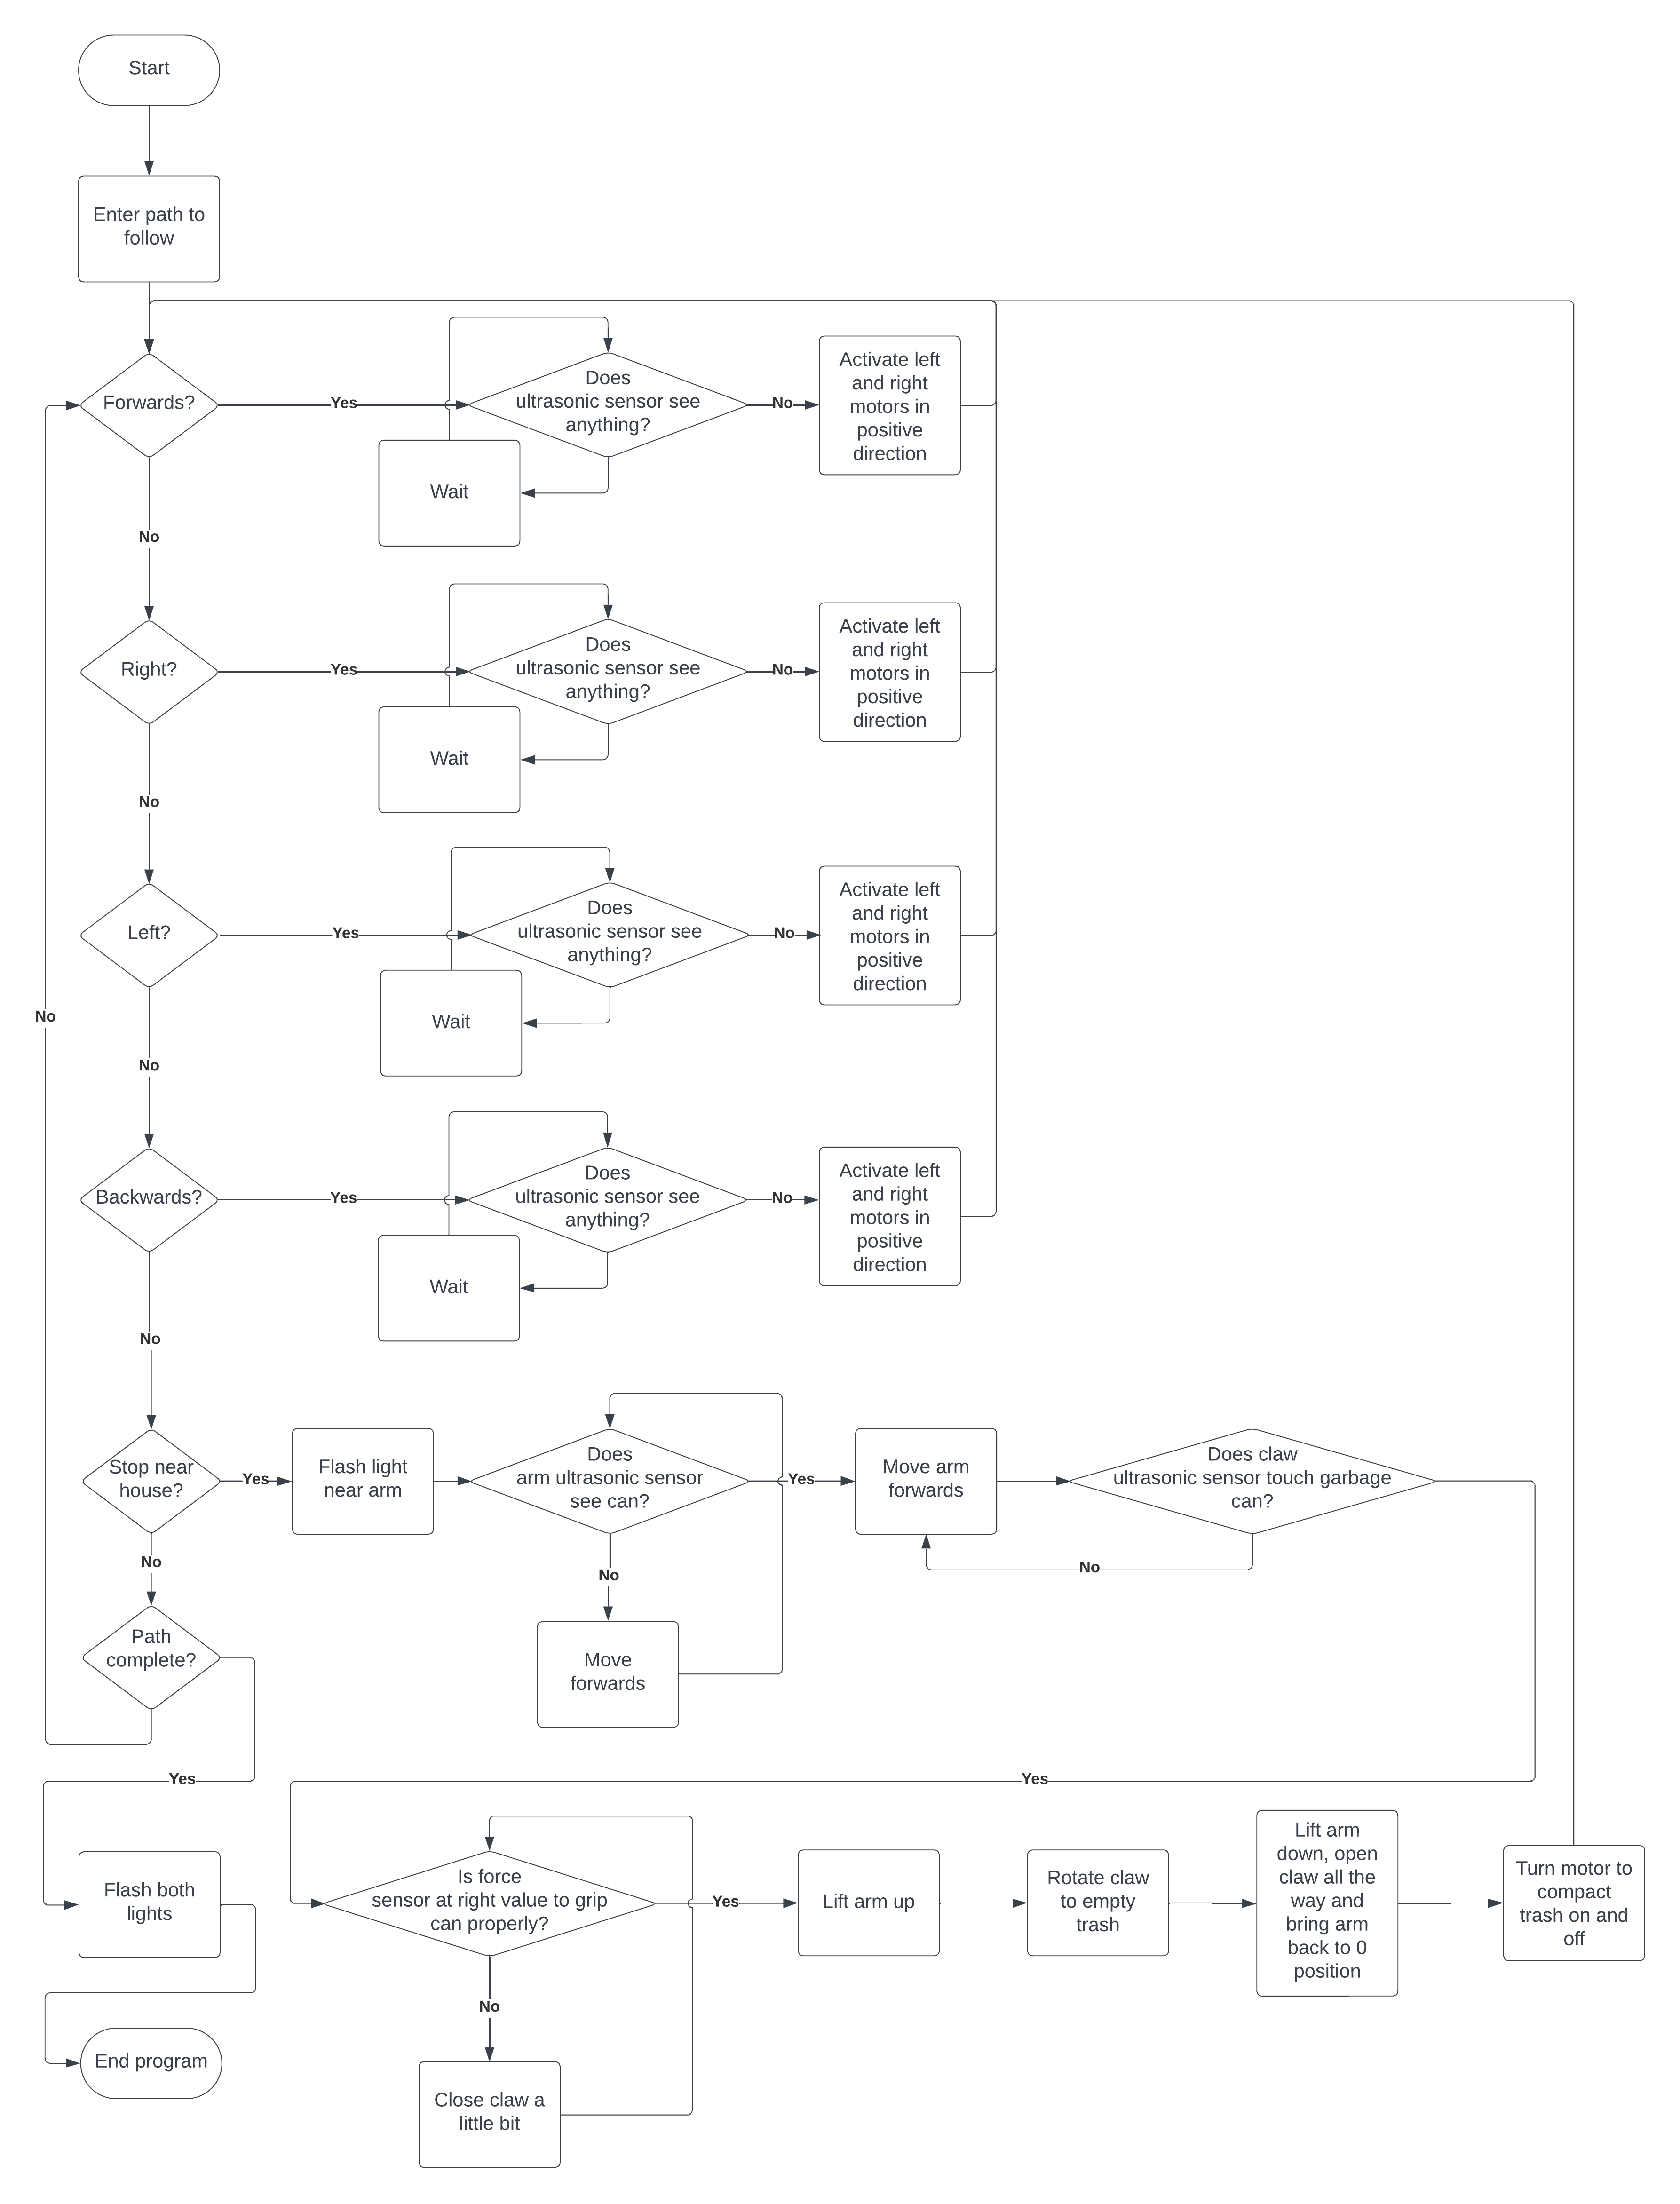 Start
Enter path to
follow
Forwards?
Yes
Does
ultrasonic sensor see
anything?
No
Activate left
and right
motors in
positive
direction
Wait
No
Right?
Yes
Does
ultrasonic sensor see
anything?
No
Activate left
and right
motors in
positive
direction
Wait
No
Left?
Yes
Does
ultrasonic sensor see
anything?
No
Activate left
and right
motors in
positive
direction
Wait
No
No
Backwards?
Yes
Does
ultrasonic sensor see
anything?
No
Activate left
and right
motors in
positive
direction
Wait
No
Stop near
house?
Yes
Flash light
near arm
Does
arm ultrasonic sensor
see can?
Yes
Move arm
forwards
Does claw
ultrasonic sensor touch garbage
can?
No
No
No
Move
forwards
Path
complete?
Yes
Yes
Flash both
lights
Is force
sensor at right value to grip
can properly?
Yes
Lift arm up
Rotate claw
to empty
trash
Lift arm
down, open
claw all the
way and
bring arm
back to 0
position
Turn motor to
compact
trash on and
off
No
End program
Close claw a
little bit